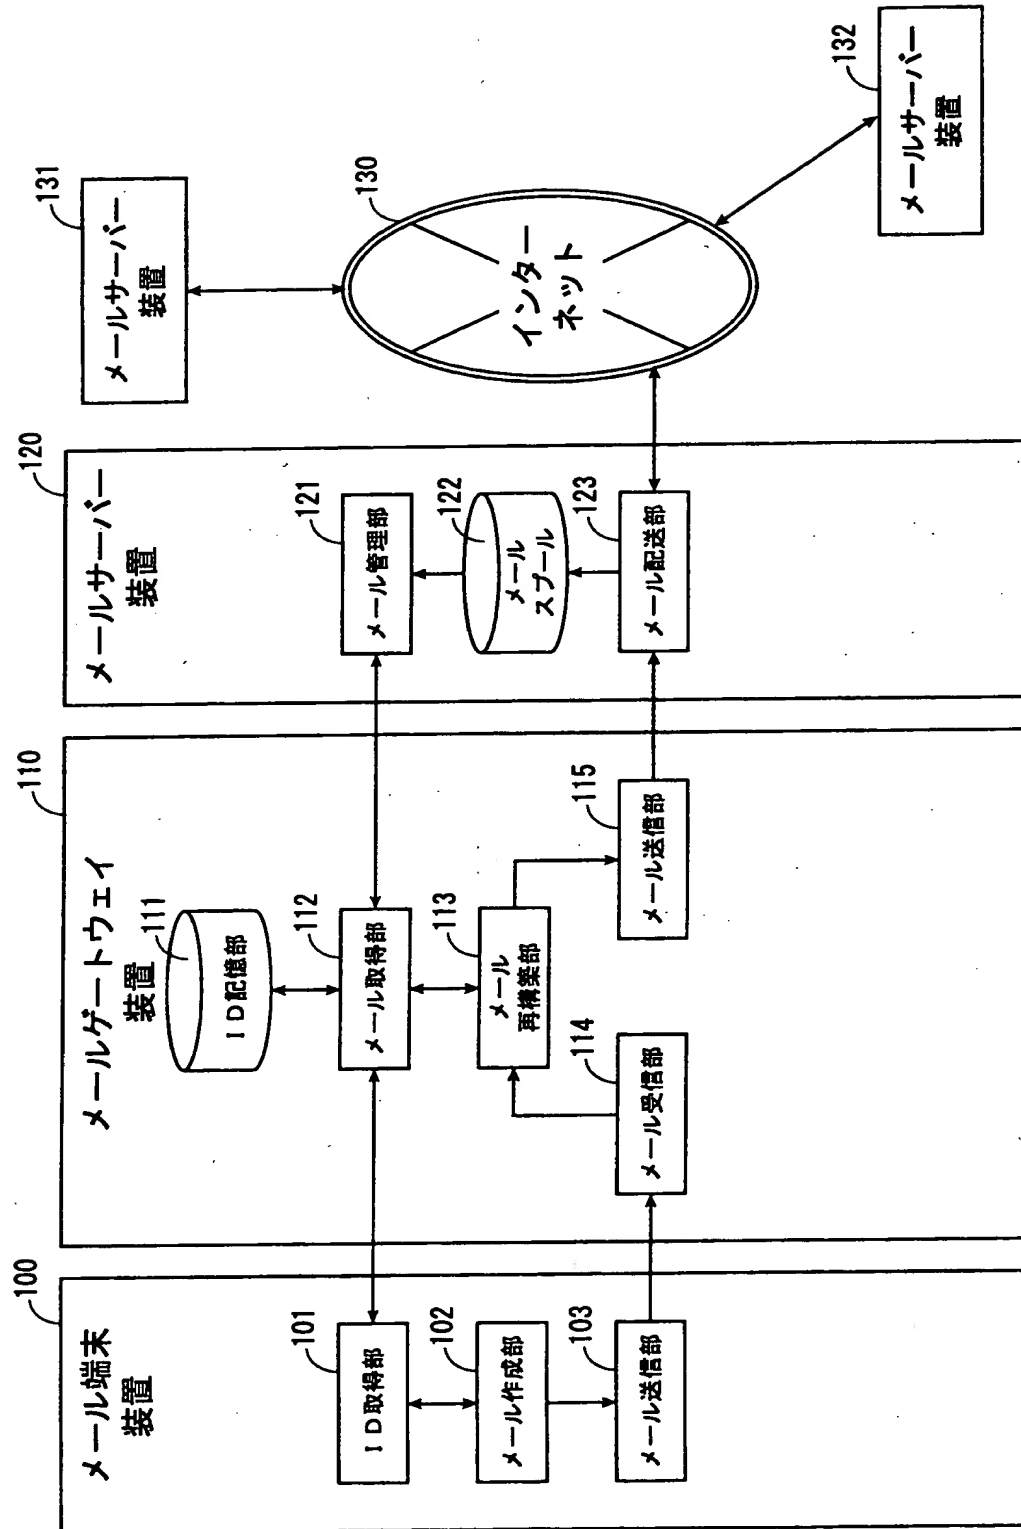 100
メール端末
装置
101
ID取得部
102
メール作成部
103
メール送信部
110
メールゲートウェイ
装置
111
ID記憶部
112
メール取得部
113
メール
再構築部
114
メール受信部
115
メール送信部
120
メールサーバー
装置
121
メール管理部
122
メール
スプール
123
メール配送部
130
インター
ネット
131
メールサーバー
装置
132
メールサーバー
装置